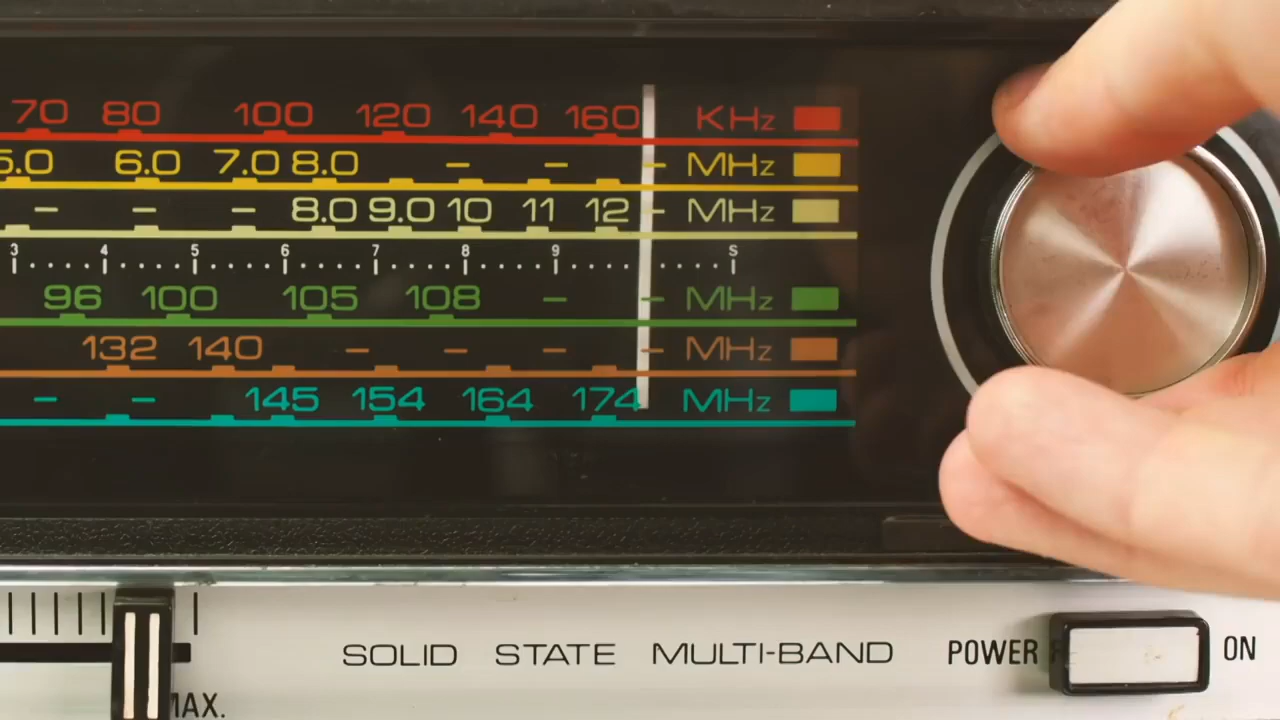 70 80 100 120 140 160 KHz
5.0 6.0 7.0 8.0 – – – MHz
– – – 8.0 9.0 10 11 12 – MHz
3 4 5 6 7 8 9 S
96 100 105 108 – – MHz
132 140 – – – – MHz
– – 145 154 164 174 MHz
SOLID STATE MULTI-BAND POWER ON
MAX.